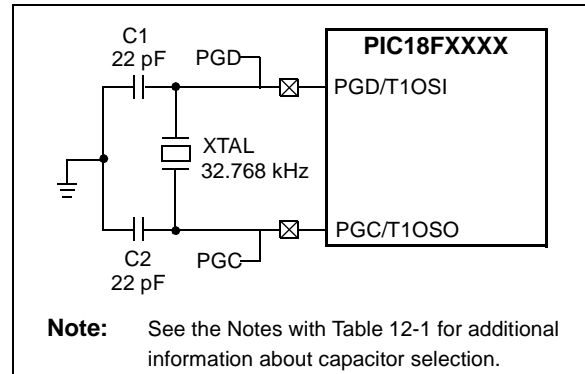 C1
22 pF
PGD
PIC18FXXXX
PGD/T1OSI
XTAL
32.768 kHz
PGC/T1OSO
C2
22 pF
PGC
Note: See the Notes with Table 12-1 for additional
information about capacitor selection.